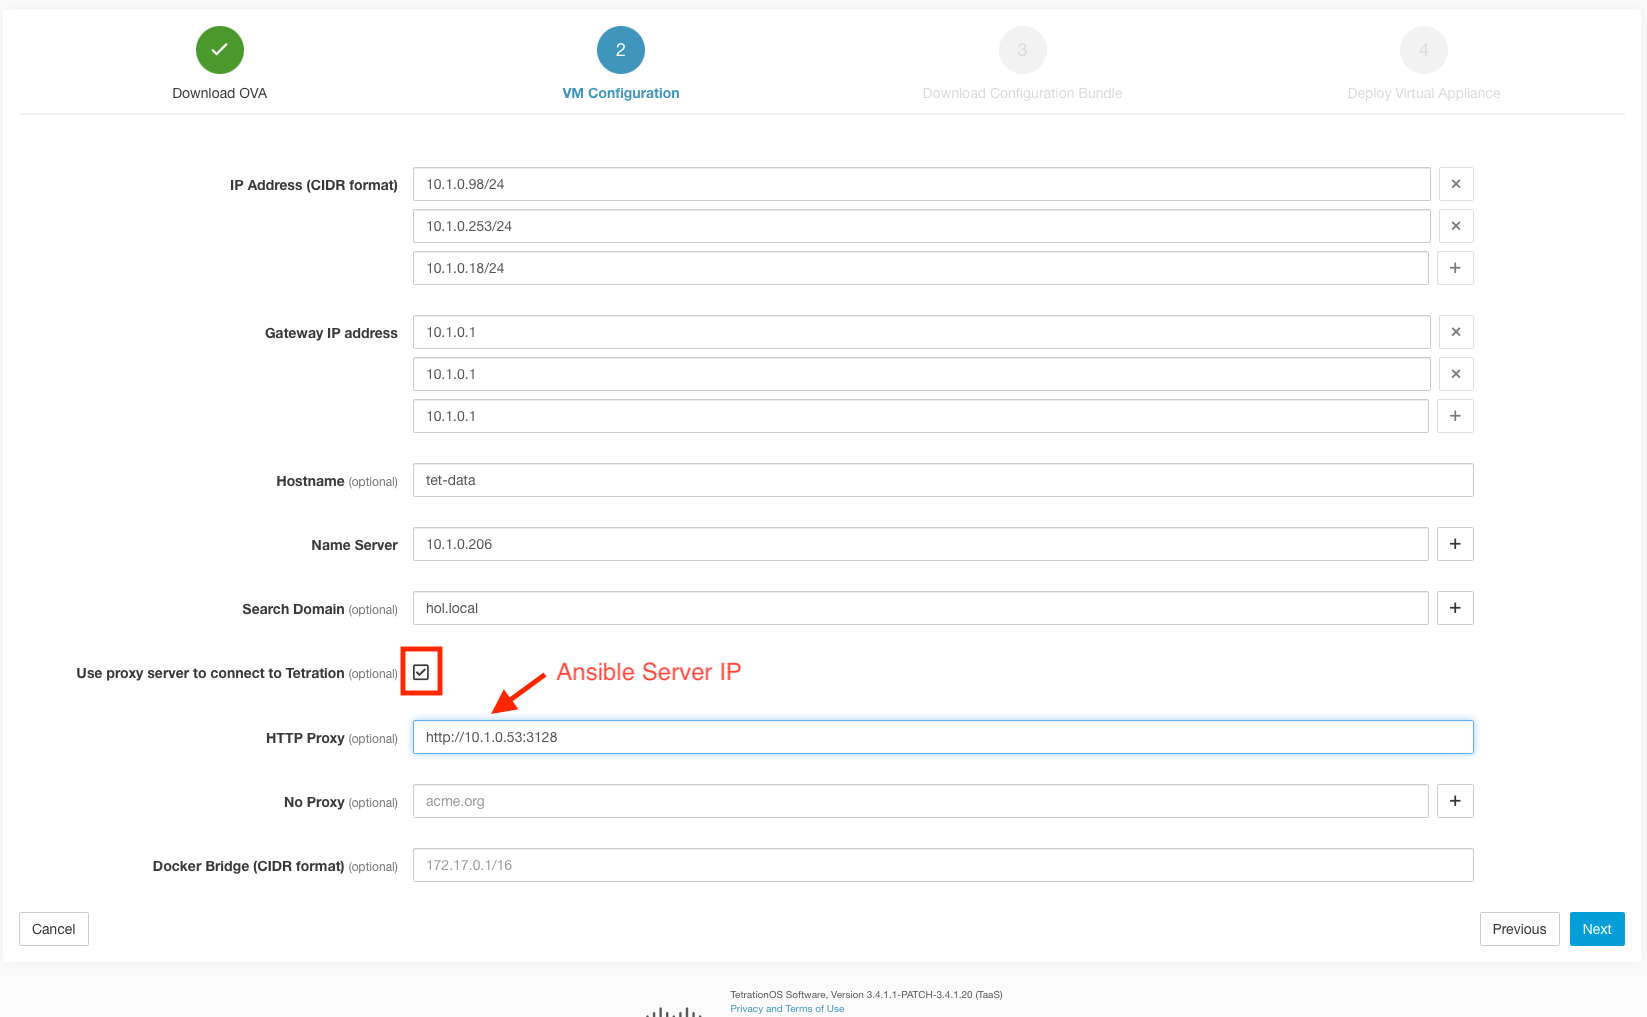 2 3 4
Download OVA VM Configuration Download Configuration Bundle Deploy Virtual Appliance
IP Address (CIDR format) 10.1.0.98/24 ×
10.1.0.253/24 ×
10.1.0.18/24 +
Gateway IP address 10.1.0.1 ×
10.1.0.1 ×
10.1.0.1 +
Hostname (optional) tet-data
Name Server 10.1.0.206 +
Search Domain (optional) hol.local +
Use proxy server to connect to Tetration (optional) Ansible Server IP
HTTP Proxy (optional) http://10.1.0.53:3128
No Proxy (optional) acme.org +
Docker Bridge (CIDR format) (optional) 172.17.0.1/16
Cancel Previous Next
TetrationOS Software, Version 3.4.1.1-PATCH-3.4.1.20 (TaaS)
Privacy and Terms of Use